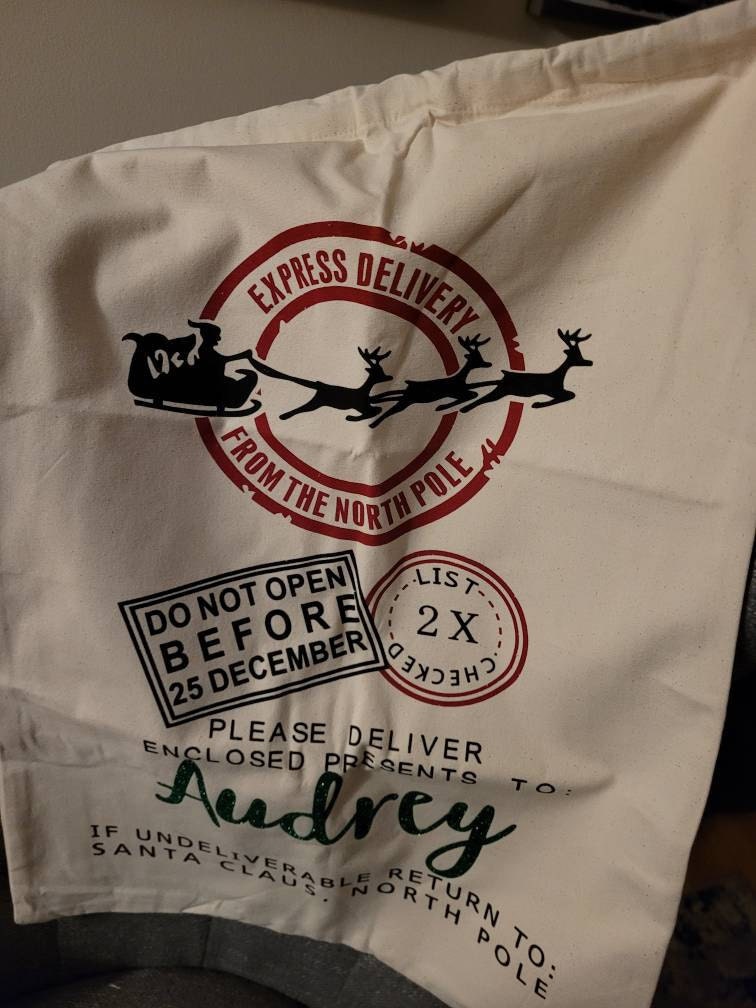 EXPRESS DELIVERY
FROM THE NORTH POLE
DO NOT OPEN
BEFORE
25 DECEMBER
LIST
2 X
CHECKED
PLEASE DELIVER
ENCLOSED PRESENTS TO:
Audrey
IF UNDELIVERABLE RETURN TO:
SANTA CLAUS, NORTH POLE